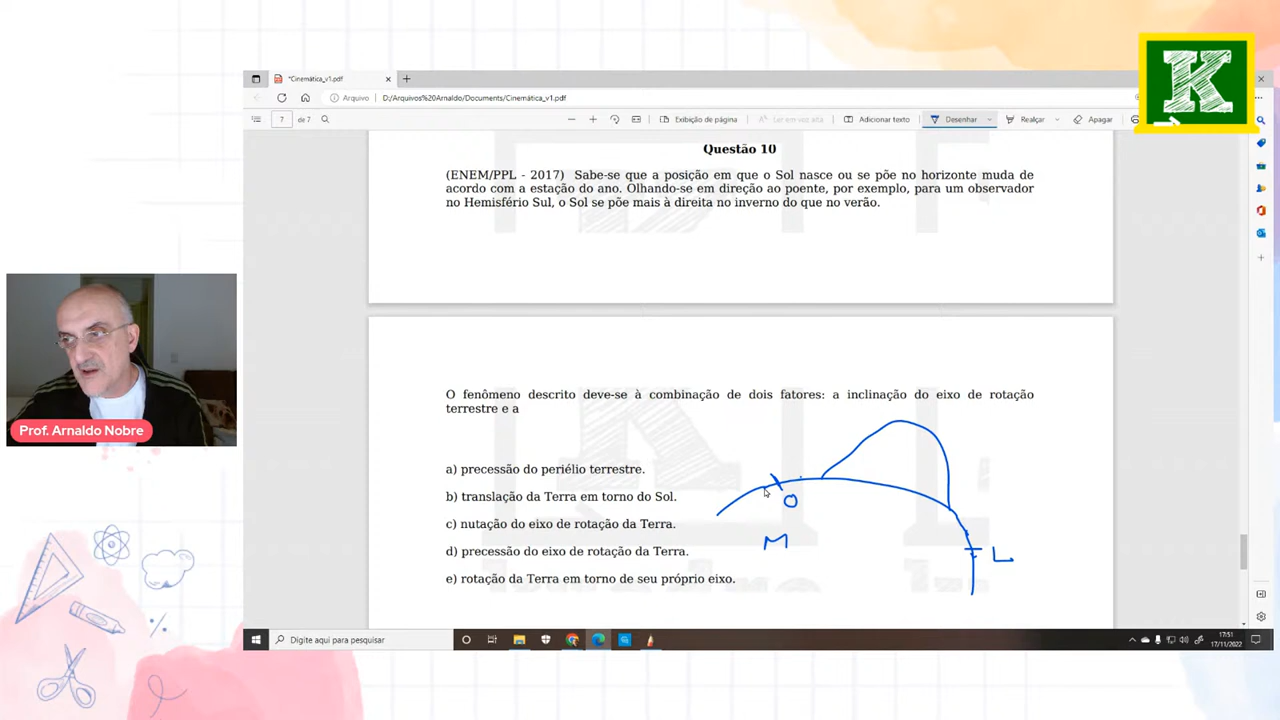 K
*Cinemática_v1.pdf
Arquivo
D:/Arquivos%20Arnaldo/Documents/Cinemática_v1.pdf
7
de 7
Exibição de página
Ler em voz alta
Adicionar texto
Desenhar
Realçar
Apagar
Questão 10
(ENEM/PPL - 2017) Sabe-se que a posição em que o Sol nasce ou se põe no horizonte muda de
acordo com a estação do ano. Olhando-se em direção ao poente, por exemplo, para um observador
no Hemisfério Sul, o Sol se põe mais à direita no inverno do que no verão.
O fenômeno descrito deve-se à combinação de dois fatores: a inclinação do eixo de rotação
terrestre e a
a) precessão do periélio terrestre.
b) translação da Terra em torno do Sol.
c) nutação do eixo de rotação da Terra.
d) precessão do eixo de rotação da Terra.
e) rotação da Terra em torno de seu próprio eixo.
O
M
L
Prof. Arnaldo Nobre
Digite aqui para pesquisar
17:51
17/11/2022